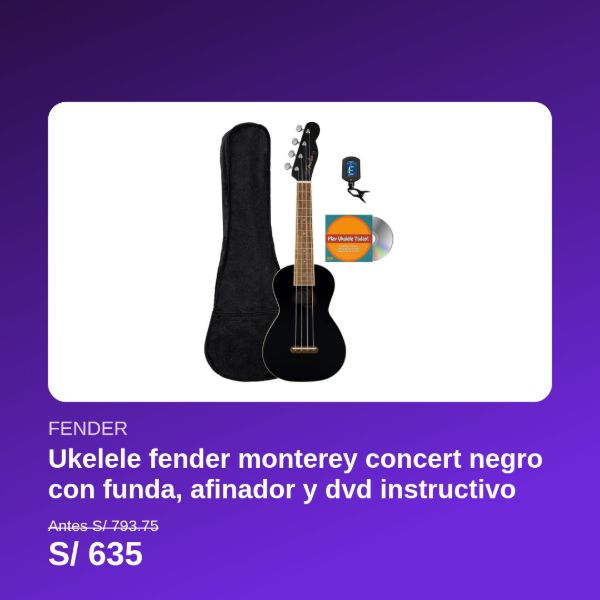 Play Ukulele Today!
FENDER
Ukelele fender monterey concert negro
con funda, afinador y dvd instructivo
Antes S/ 793.75
S/ 635